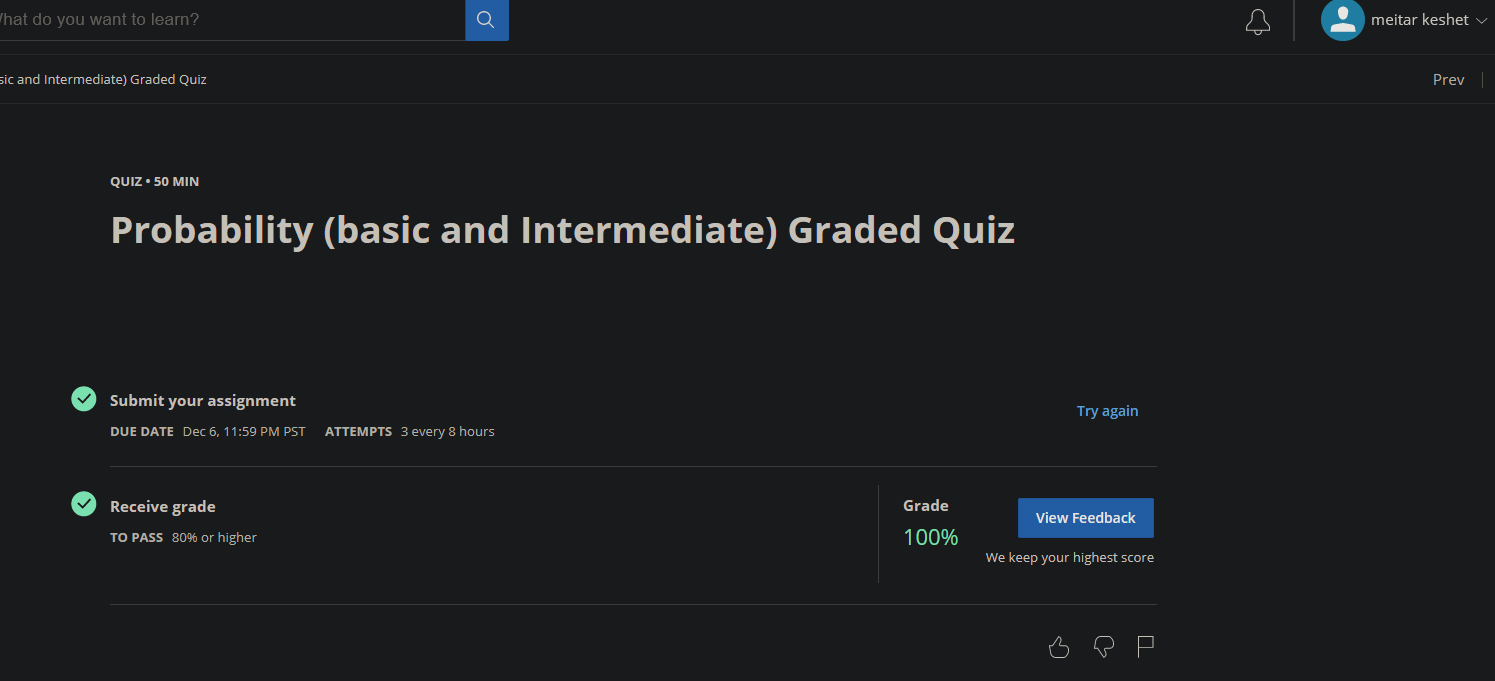 hat do you want to learn?
meitar keshet
sic and Intermediate) Graded Quiz
Prev
QUIZ • 50 MIN
Probability (basic and Intermediate) Graded Quiz
Submit your assignment
Try again
DUE DATE Dec 6, 11:59 PM PST ATTEMPTS 3 every 8 hours
Receive grade
Grade
View Feedback
TO PASS 80% or higher
100%
We keep your highest score